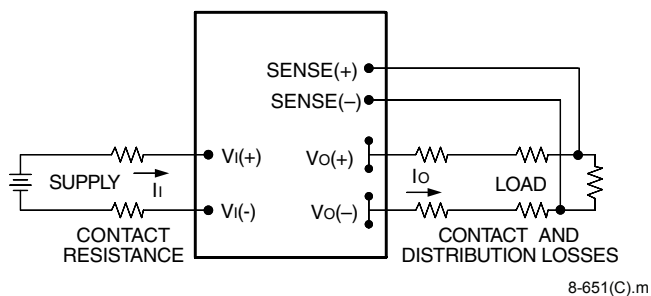 SENSE(+)
SENSE(–)
VI(+)
VO(+)
IO
SUPPLY
II
LOAD
VI(-)
VO(–)
CONTACT
RESISTANCE
CONTACT AND
DISTRIBUTION LOSSES
8-651(C).m